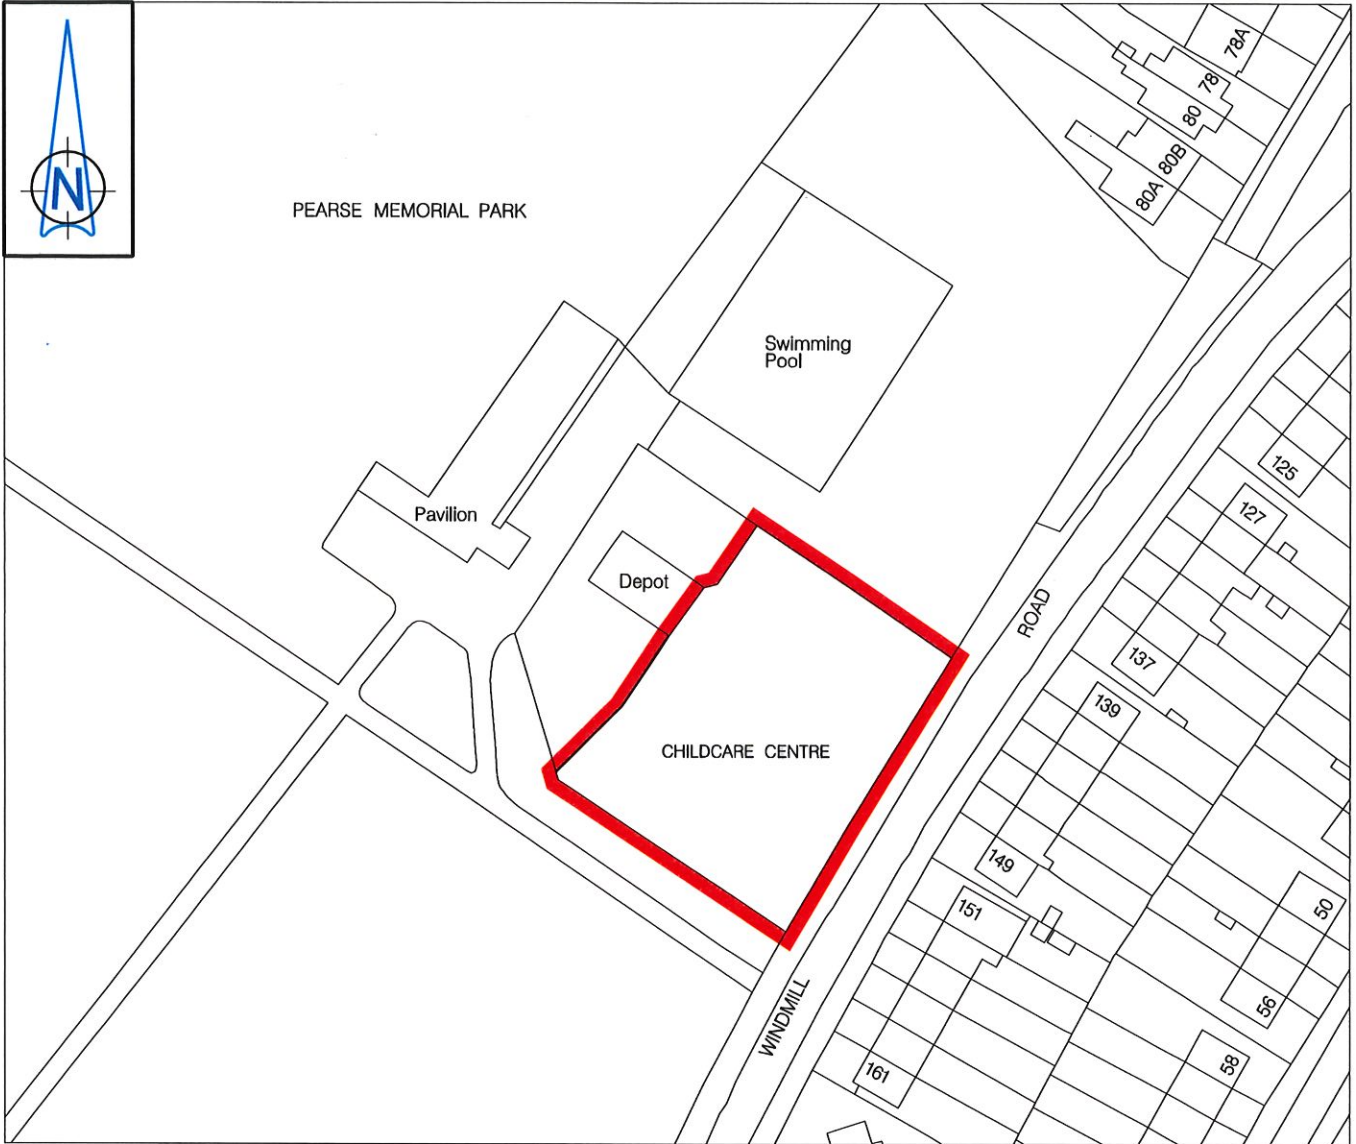 N
PEARSE MEMORIAL PARK
78A
78
80
80B
80A
Swimming
Pool
125
127
Pavilion
Depot
ROAD
137
139
CHILDCARE CENTRE
149
151
50
56
WINDMILL
58
161